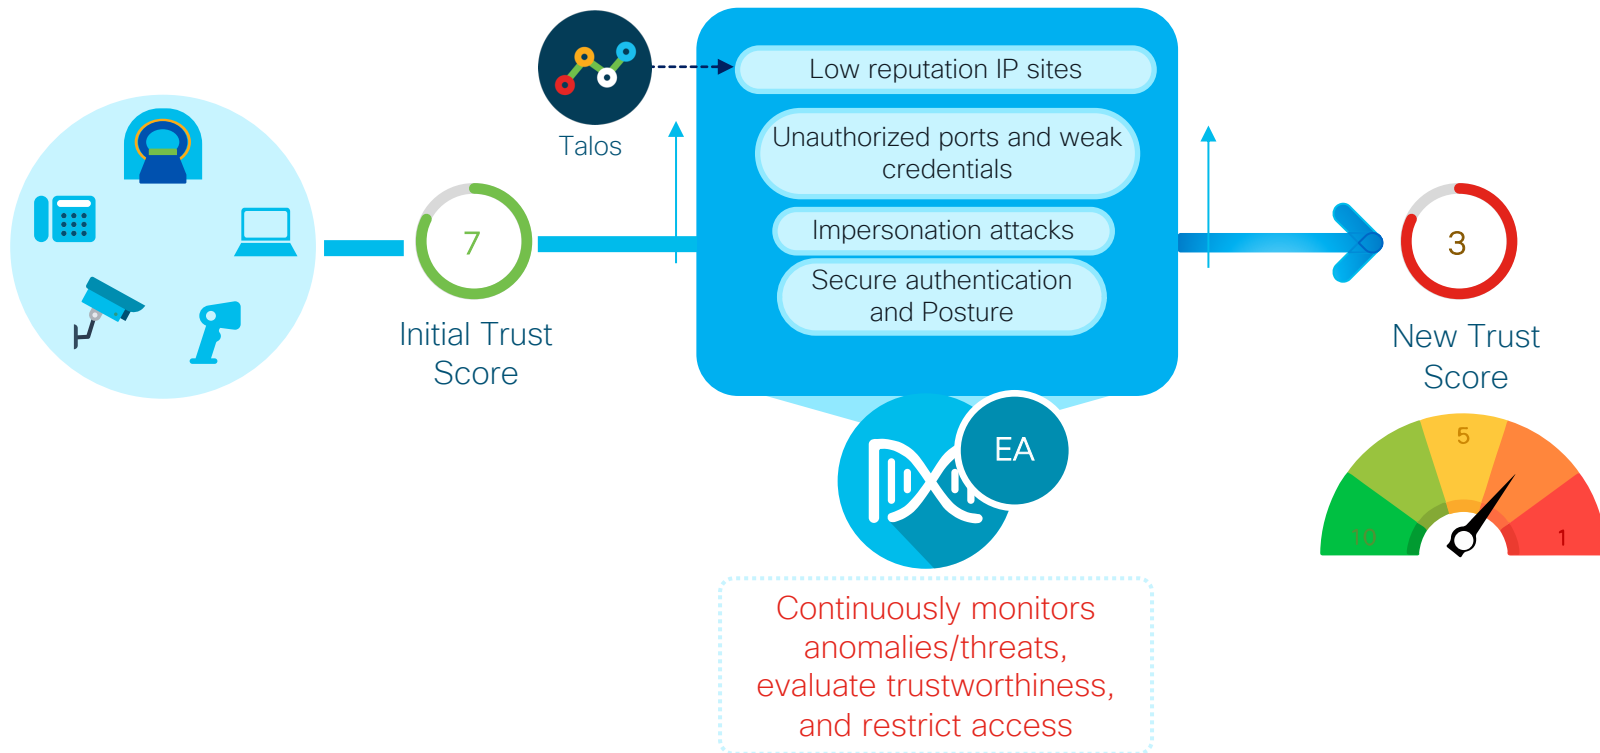 Low reputation IP sites
Talos
Unauthorized ports and weak
credentials
Impersonation attacks
Secure authentication
and Posture
7
Initial Trust
Score
3
New Trust
Score
EA
10
5
1
Continuously monitors
anomalies/threats,
evaluate trustworthiness,
and restrict access